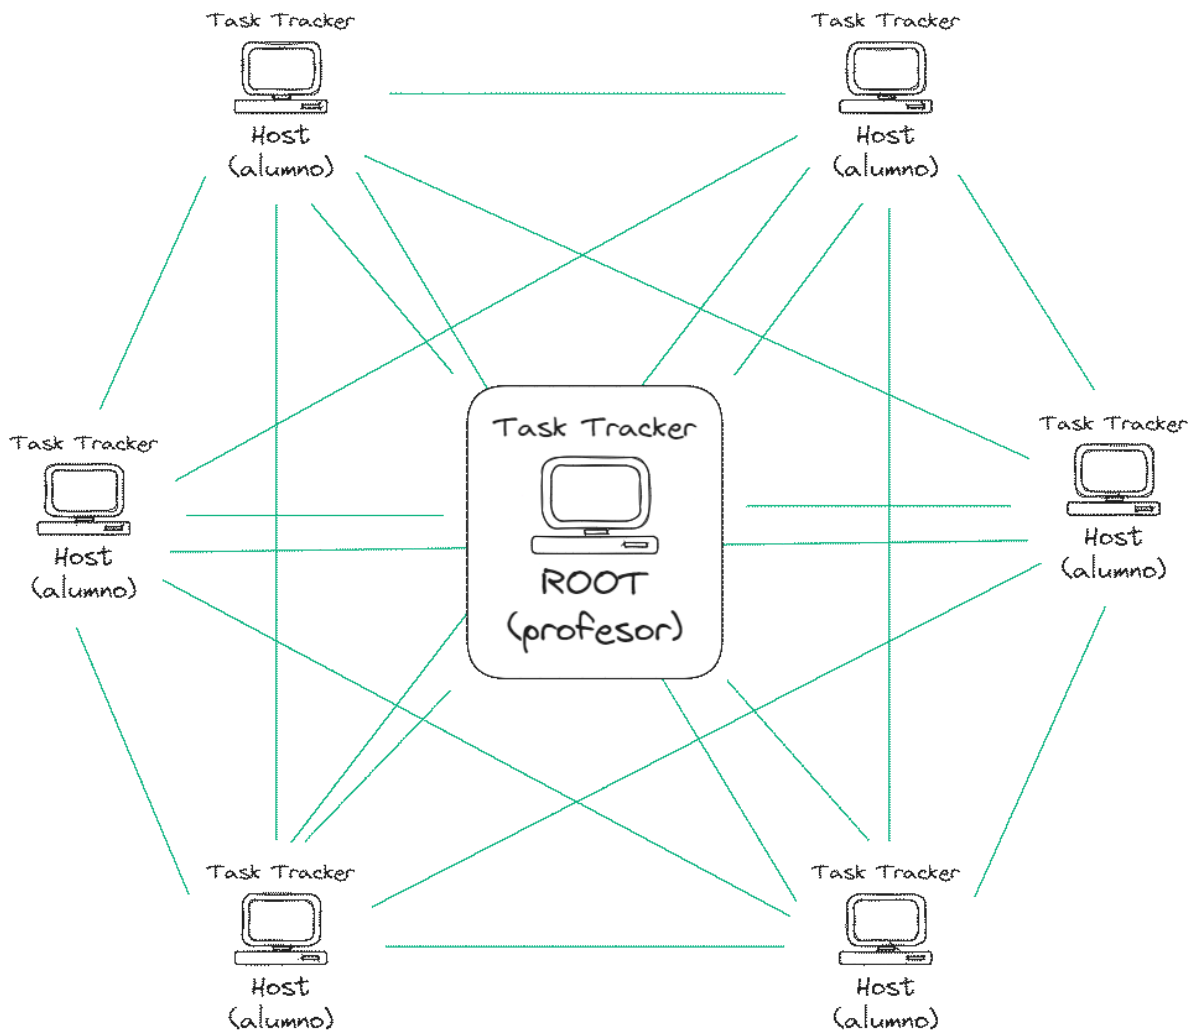 Task Tracker
Host
(alumno)
Task Tracker
Host
(alumno)
Task Tracker
Host
(alumno)
Task Tracker
ROOT
(profesor)
Task Tracker
Host
(alumno)
Task Tracker
Host
(alumno)
Task Tracker
Host
(alumno)